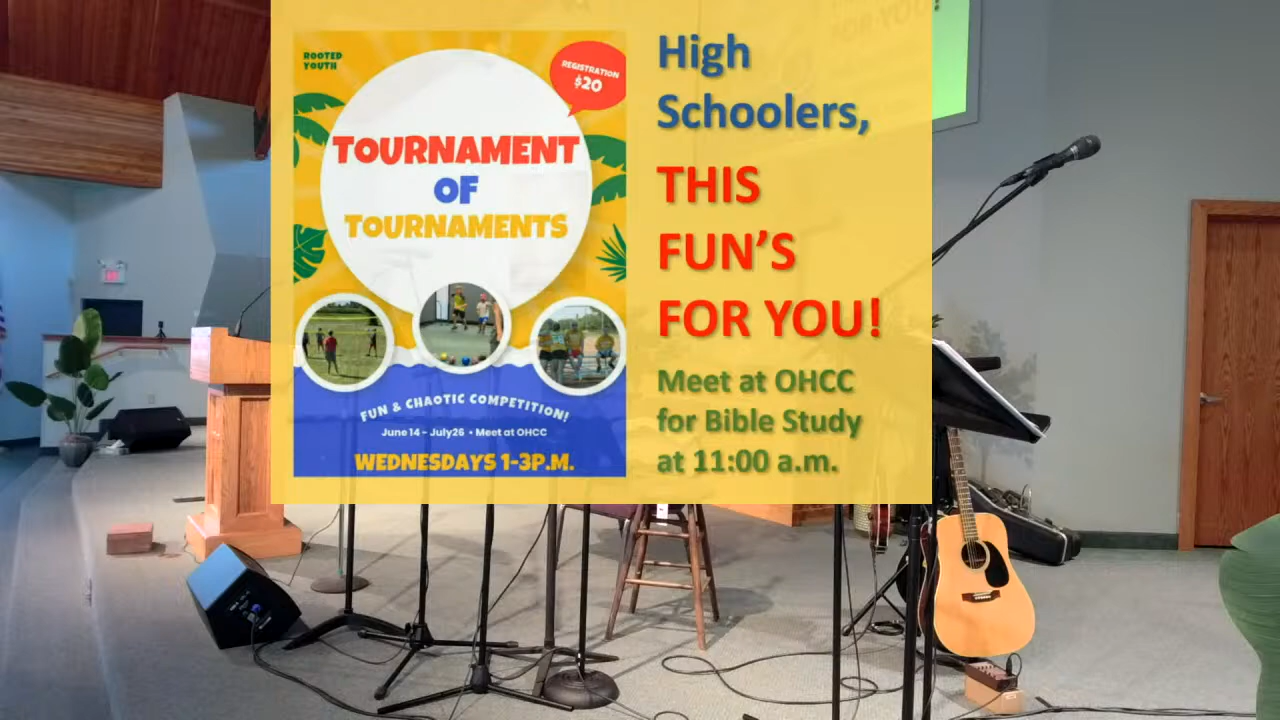 ROOTED
YOUTH
REGISTRATION
$20
TOURNAMENT
OF
TOURNAMENTS
FUN & CHAOTIC COMPETITION!
June 14 - July26 • Meet at OHCC
WEDNESDAYS 1-3P.M.
High
Schoolers,
THIS
FUN’S
FOR YOU!
Meet at OHCC
for Bible Study
at 11:00 a.m.